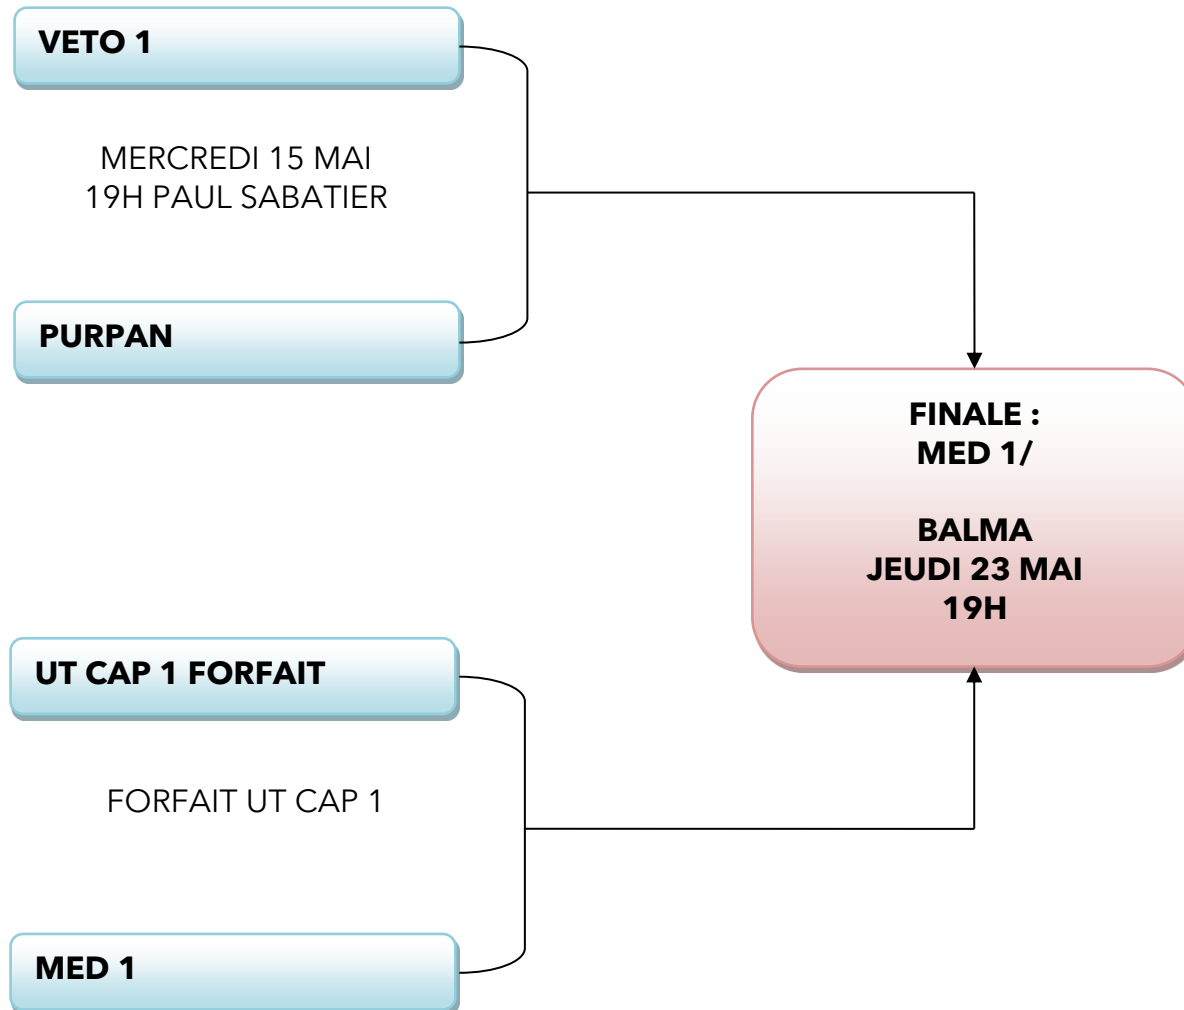 VETO 1
MERCREDI 15 MAI
19H PAUL SABATIER
PURPAN
FINALE :
MED 1/
BALMA
JEUDI 23 MAI
19H
UT CAP 1 FORFAIT
FORFAIT UT CAP 1
MED 1